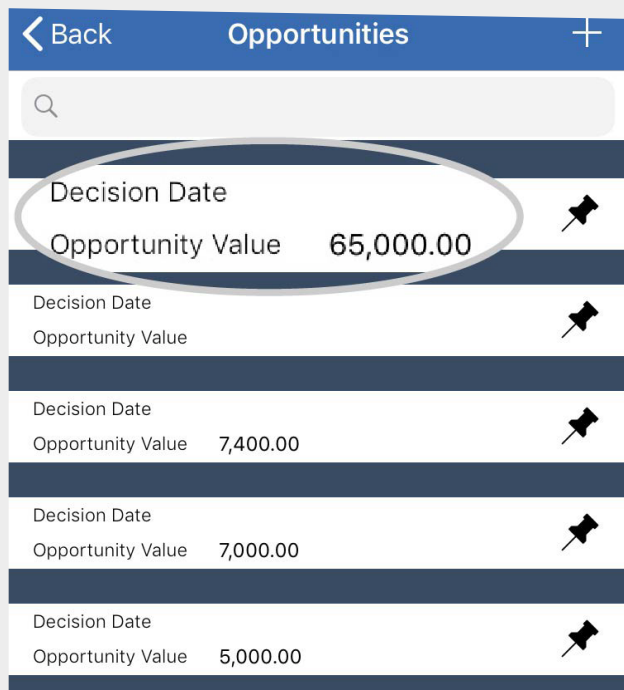 Back Opportunities +
Decision Date
Opportunity Value 65,000.00
Decision Date
Opportunity Value
Decision Date
Opportunity Value 7,400.00
Decision Date
Opportunity Value 7,000.00
Decision Date
Opportunity Value 5,000.00